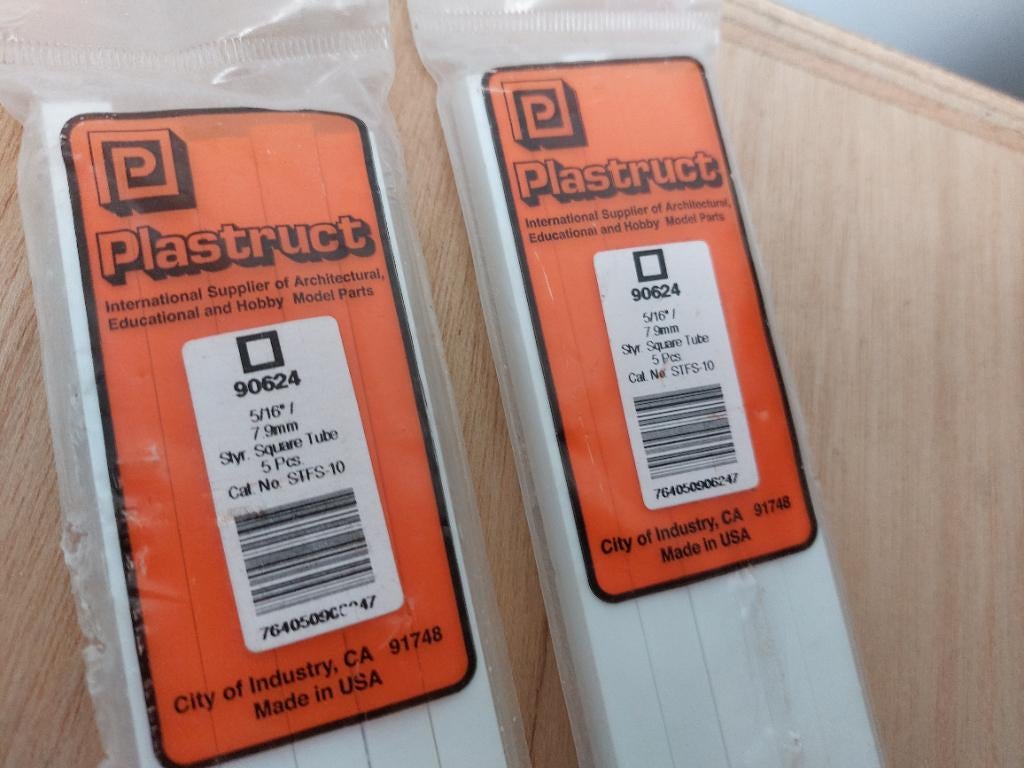 P
Plastruct
International Supplier of Architectural,
Educational and Hobby Model Parts
90624
5/16" /
7.9mm
Styr. Square Tube
5 Pcs.
Cat. No. STFS-10
City of Industry, CA 91748
Made in USA
P
Plastruct
International Supplier of Architectural,
Educational and Hobby Model Parts
90624
5/16" /
7.9mm
Styr. Square Tube
5 Pcs.
Cat. No. STFS-10
764050906247
City of Industry, CA 91748
Made in USA